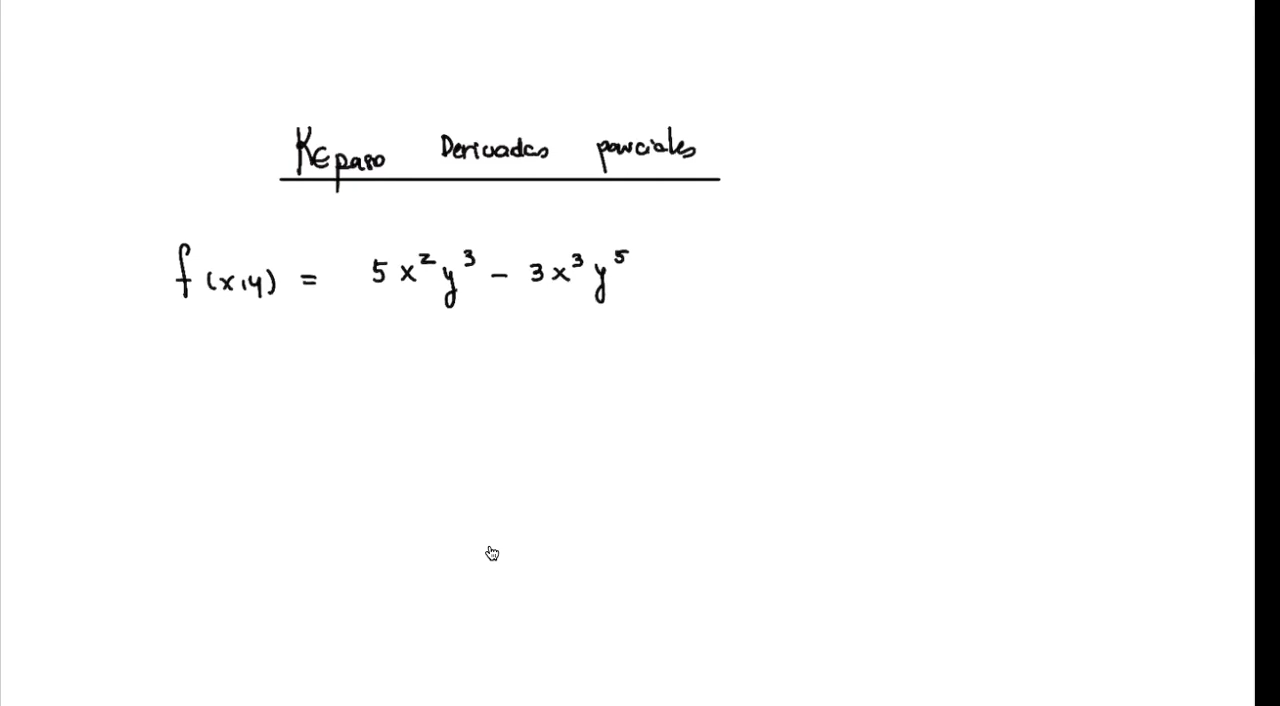 Repaso Derivadas parciales
f(x,y) = 5x²y³ - 3x³y⁵